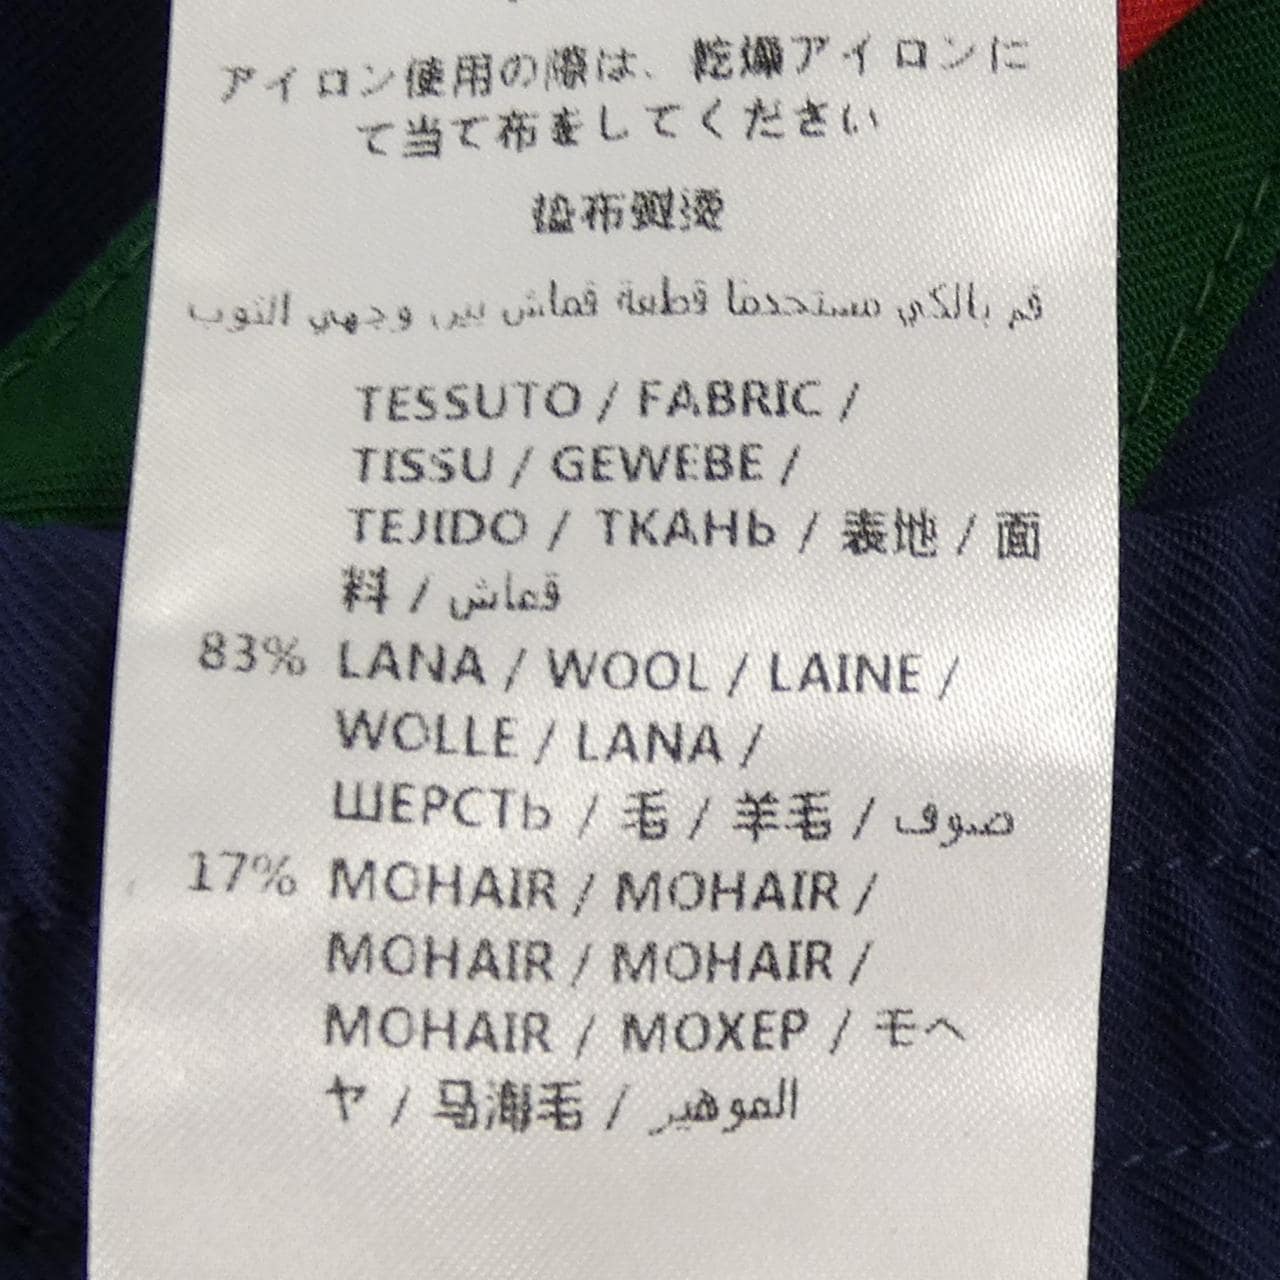 アイロン使用の際は、乾燥アイロンに
て当て布をしてください
垫布熨烫
قم بالكي مستخدمًا قطعة قماش بين وجهي الثوب
TESSUTO / FABRIC /
TISSU / GEWEBE /
TEJIDO / ТКАНЬ / 表地 / 面
料 / قماش
83% LANA / WOOL / LAINE /
WOLLE / LANA /
ШЕРСТЬ / 毛 / 羊毛 / صوف
17% MOHAIR / MOHAIR /
MOHAIR / MOHAIR /
MOHAIR / МОХЕР / モヘ
ヤ / 马海毛 / الموهير